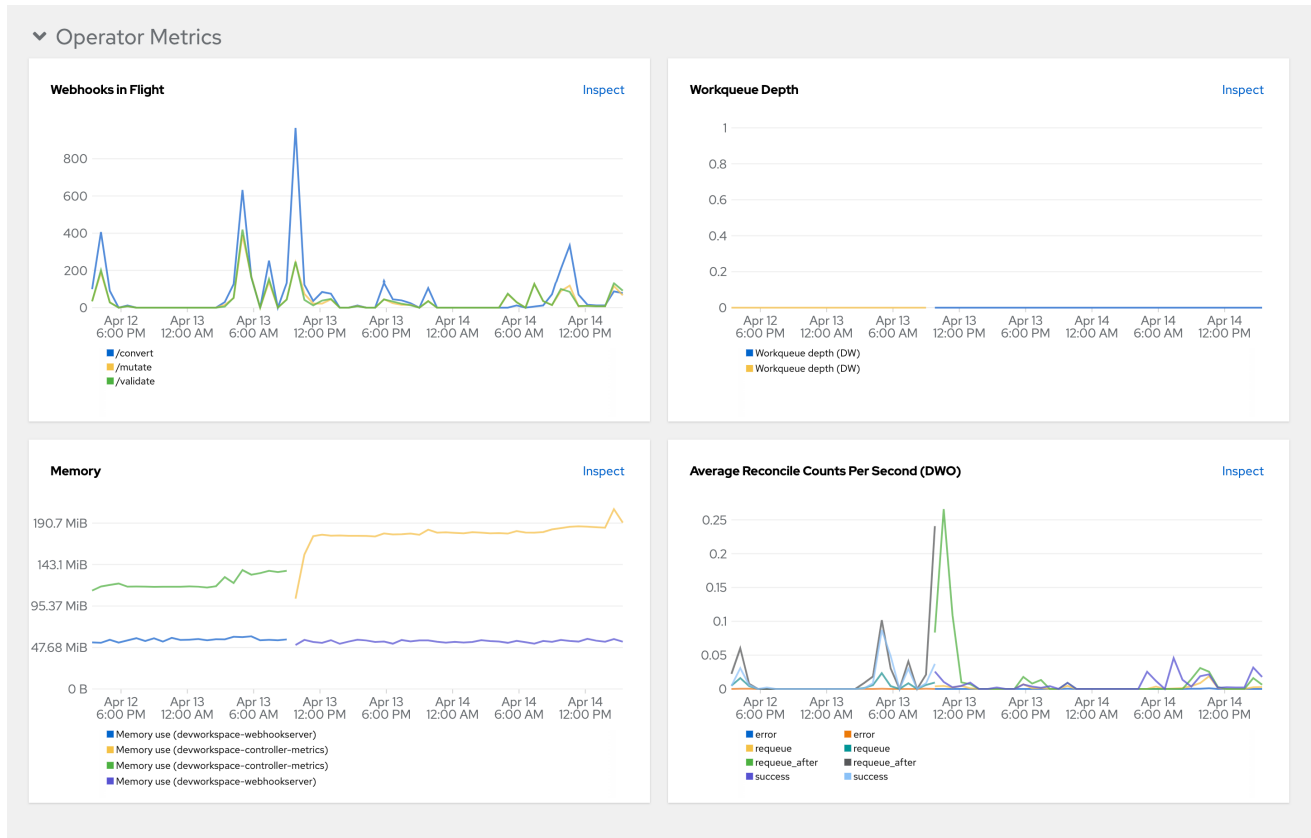 Operator Metrics
Webhooks in Flight
Inspect
800
600
400
200
0
Apr 12 Apr 13 Apr 13 Apr 13 Apr 13 Apr 14 Apr 14 Apr 14
6:00 PM 12:00 AM 6:00 AM 12:00 PM 6:00 PM 12:00 AM 6:00 AM 12:00 PM
/convert
/mutate
/validate
Workqueue Depth
Inspect
1
0.8
0.6
0.4
0.2
0
Apr 12 Apr 13 Apr 13 Apr 13 Apr 13 Apr 14 Apr 14 Apr 14
6:00 PM 12:00 AM 6:00 AM 12:00 PM 6:00 PM 12:00 AM 6:00 AM 12:00 PM
Workqueue depth (DW)
Workqueue depth (DW)
Memory
Inspect
190.7 MiB
143.1 MiB
95.37 MiB
47.68 MiB
0 B
Apr 12 Apr 13 Apr 13 Apr 13 Apr 13 Apr 14 Apr 14 Apr 14
6:00 PM 12:00 AM 6:00 AM 12:00 PM 6:00 PM 12:00 AM 6:00 AM 12:00 PM
Memory use (devworkspace-webhookserver)
Memory use (devworkspace-controller-metrics)
Memory use (devworkspace-controller-metrics)
Memory use (devworkspace-webhookserver)
Average Reconcile Counts Per Second (DWO)
Inspect
0.25
0.2
0.15
0.1
0.05
0
Apr 12 Apr 13 Apr 13 Apr 13 Apr 13 Apr 14 Apr 14 Apr 14
6:00 PM 12:00 AM 6:00 AM 12:00 PM 6:00 PM 12:00 AM 6:00 AM 12:00 PM
error error
requeue requeue
requeue_after requeue_after
success success